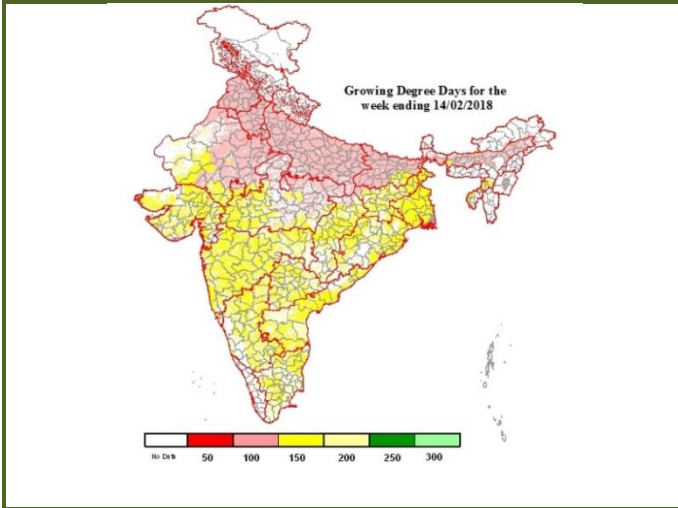 Growing Degree Days for the
week ending 14/02/2018
No Data 50 100 150 200 250 300